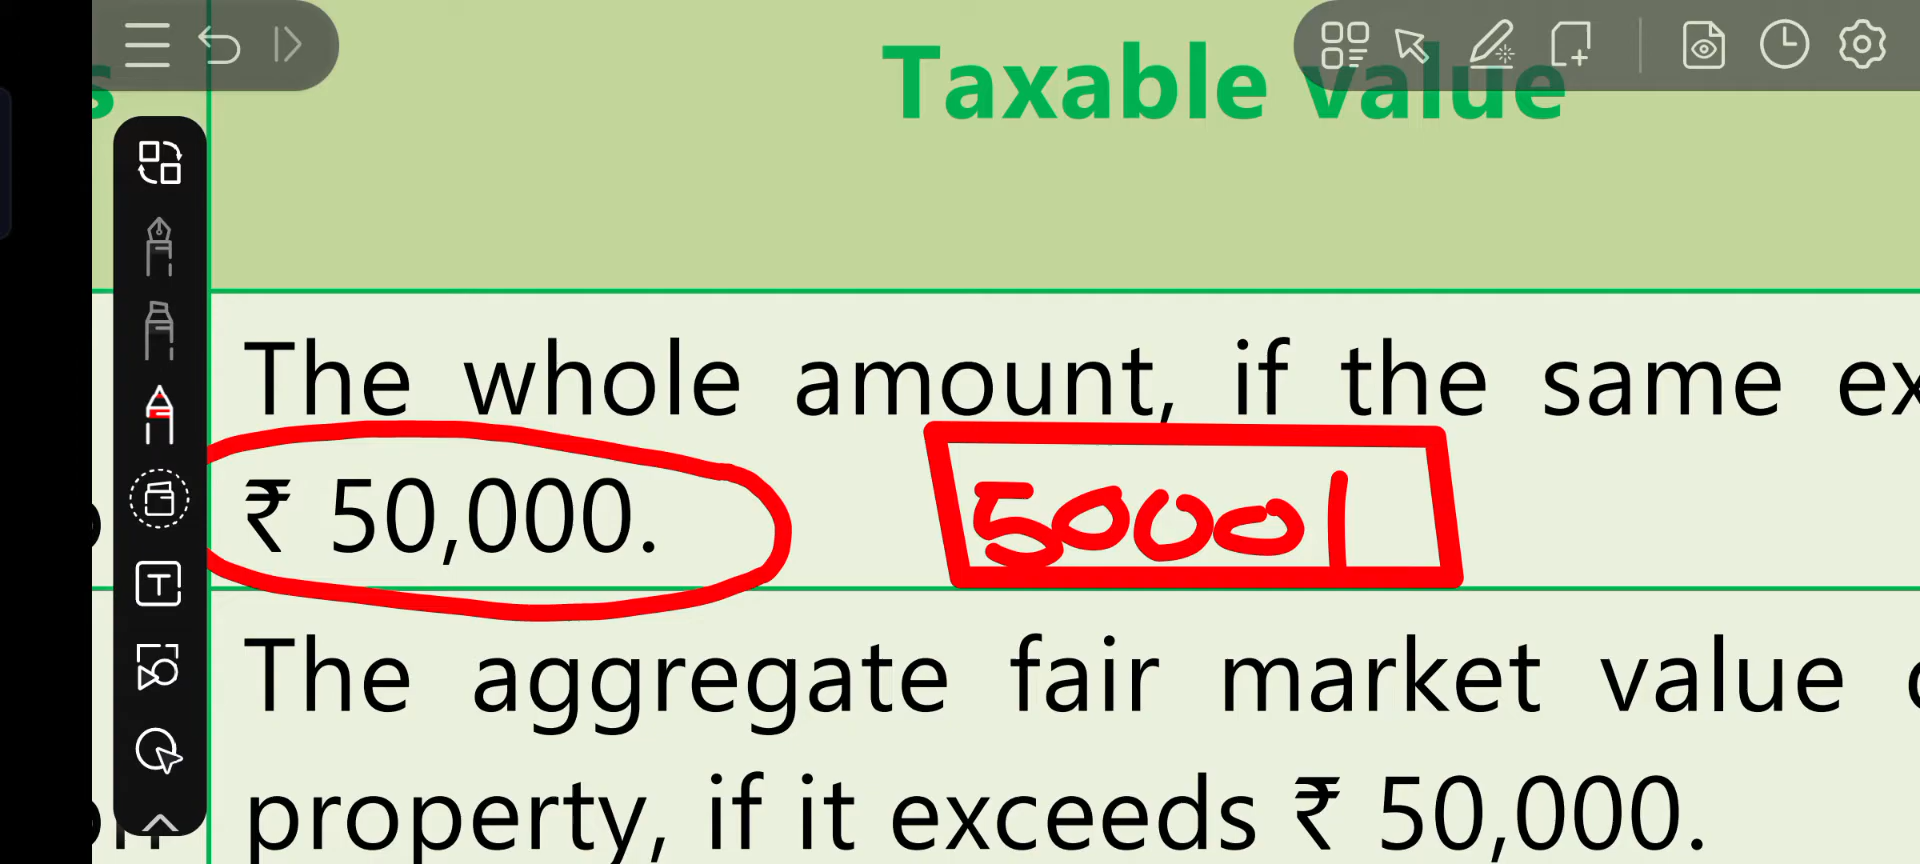 Taxable value
The whole amount, if the same ex
₹ 50,000. 50001
The aggregate fair market value
property, if it exceeds ₹ 50,000.